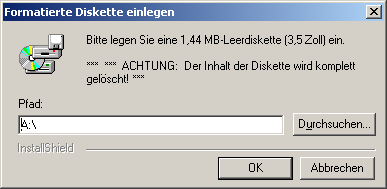 Formatierte Diskette einlegen
Bitte legen Sie eine 1,44 MB-Leerdiskette (3,5 Zoll) ein.
*** *** ACHTUNG: Der Inhalt der Diskette wird komplett
gelöscht! ***
Pfad:
A:\
Durchsuchen...
InstallShield
OK
Abbrechen